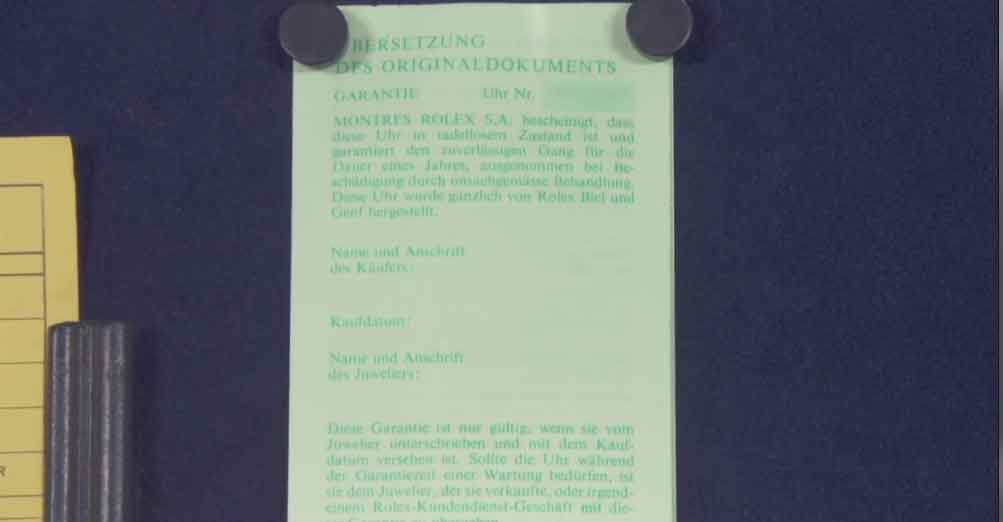 ÜBERSETZUNG
DES ORIGINALDOKUMENTS
GARANTIE Uhr Nr.
MONTRES ROLEX S.A. bescheinigt, dass
diese Uhr in tadellosem Zustand ist und
garantiert den zuverlässigen Gang für die
Dauer eines Jahres, ausgenommen bei Be-
schädigung durch unsachgemässe Behandlung.
Diese Uhr wurde gänzlich von Rolex Biel und
Genf hergestellt.
Name und Anschrift
des Käufers:
Kaufdatum:
Name und Anschrift
des Juweliers:
Diese Garantie ist nur gültig, wenn sie vom
Juwelier unterschrieben und mit dem Kauf-
datum versehen ist. Sollte die Uhr während
der Garantiezeit einer Wartung bedürfen, ist
sie dem Juwelier, der sie verkaufte, oder irgend-
einem Rolex-Kundendienst-Geschäft mit die-
R